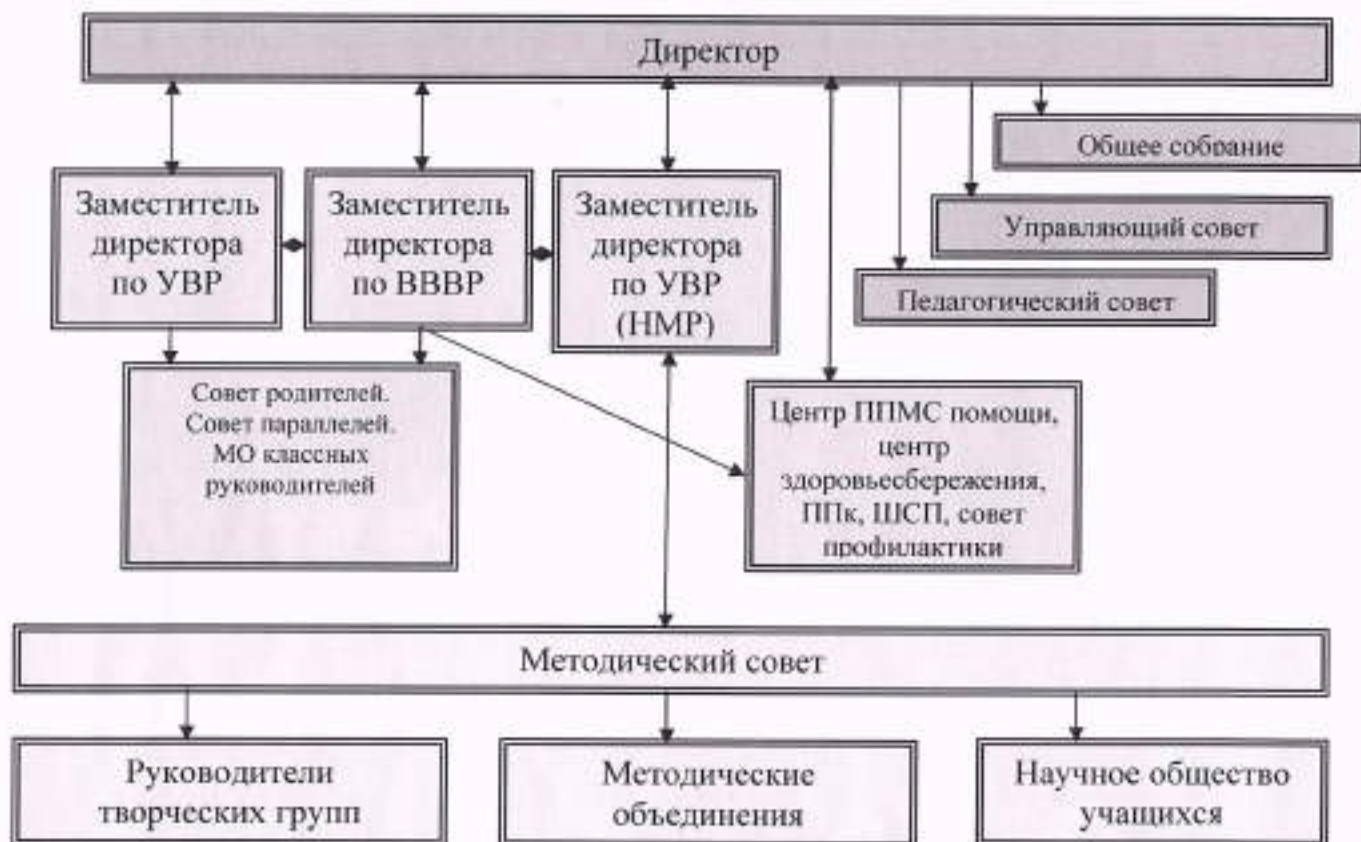 Директор
Общее собрание
Заместитель
директора
по УВР
Заместитель
директора
по ВВВР
Заместитель
директора
по УВР
(НМР)
Управляющий совет
Педагогический совет
Совет родителей.
Совет параллелей.
МО классных
руководителей
Центр ППМС помощи,
центр
здоровьесбережения,
ППк, ШСП, совет
профилактики
Методический совет
Руководители
творческих групп
Методические
объединения
Научное общество
учащихся